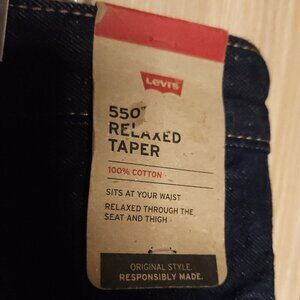 Levi's
550™
RELAXED
TAPER
100% COTTON
SITS AT YOUR WAIST
RELAXED THROUGH THE
SEAT AND THIGH
ORIGINAL STYLE.
RESPONSIBLY MADE.